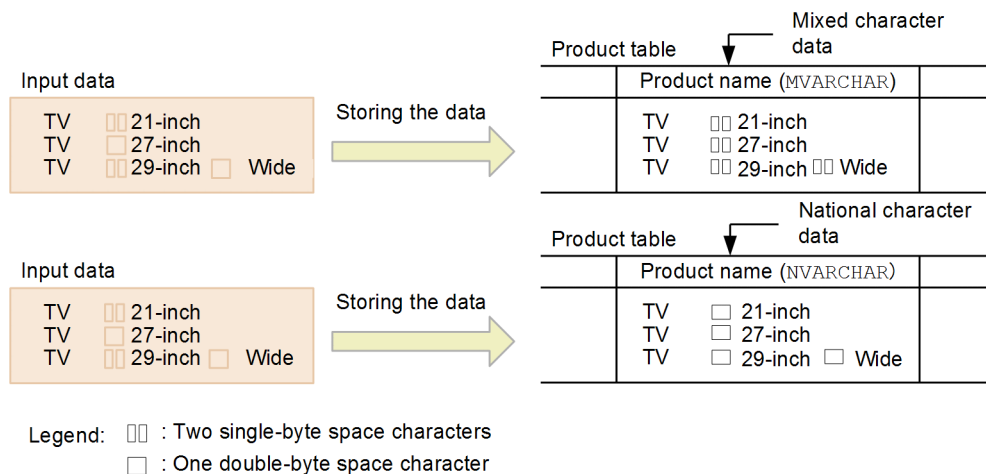 Mixed character
data
Product table
Input data
Product name (MVARCHAR)
Storing the data
TV 21-inch
TV 27-inch
TV 29-inch Wide
TV 21-inch
TV 27-inch
TV 29-inch Wide
National character
data
Product table
Input data
Product name (NVARCHAR)
Storing the data
TV 21-inch
TV 27-inch
TV 29-inch Wide
TV 21-inch
TV 27-inch
TV 29-inch Wide
Legend: : Two single-byte space characters
: One double-byte space character